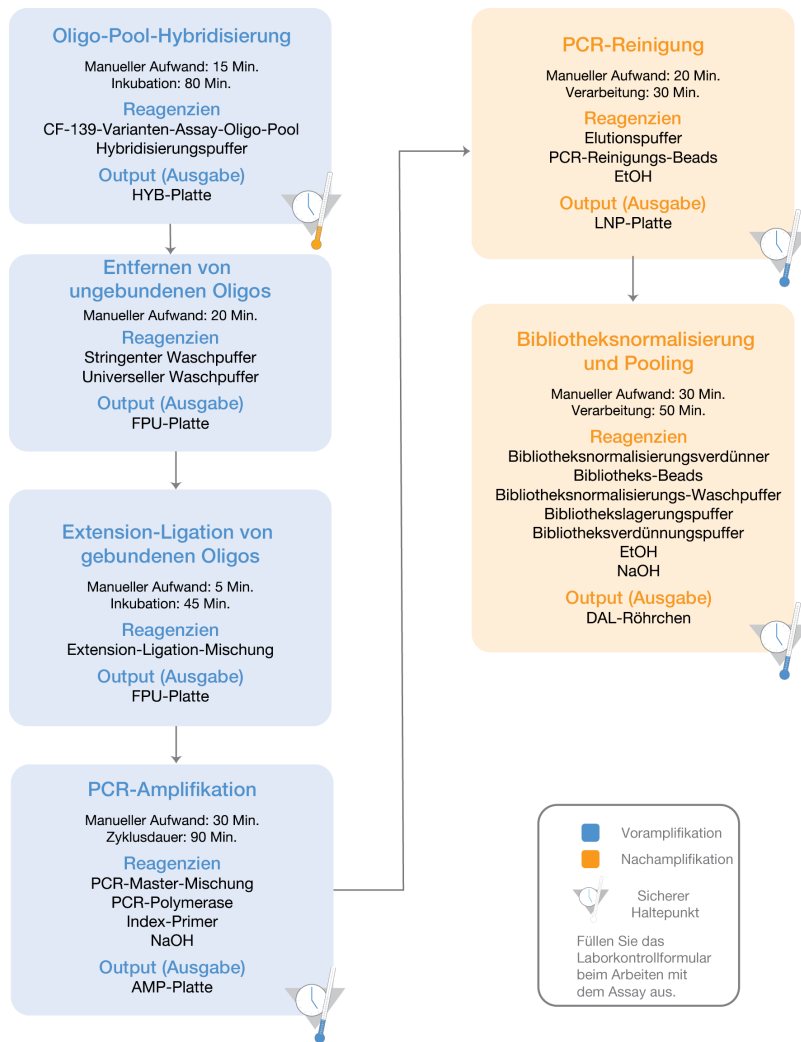 Oligo-Pool-Hybridisierung
Manueller Aufwand: 15 Min.
Inkubation: 80 Min.
Reagenzien
CF-139-Varianten-Assay-Oligo-Pool
Hybridisierungspuffer
Output (Ausgabe)
HYB-Platte
Entfernen von
ungebundenen Oligos
Manueller Aufwand: 20 Min.
Reagenzien
Stringenter Waschpuffer
Universeller Waschpuffer
Output (Ausgabe)
FPU-Platte
Extension-Ligation von
gebundenen Oligos
Manueller Aufwand: 5 Min.
Inkubation: 45 Min.
Reagenzien
Extension-Ligation-Mischung
Output (Ausgabe)
FPU-Platte
PCR-Amplifikation
Manueller Aufwand: 30 Min.
Zyklusdauer: 90 Min.
Reagenzien
PCR-Master-Mischung
PCR-Polymerase
Index-Primer
NaOH
Output (Ausgabe)
AMP-Platte
PCR-Reinigung
Manueller Aufwand: 20 Min.
Verarbeitung: 30 Min.
Reagenzien
Elutionspuffer
PCR-Reinigungs-Beads
EtOH
Output (Ausgabe)
LNP-Platte
Bibliotheksnormalisierung
und Pooling
Manueller Aufwand: 30 Min.
Verarbeitung: 50 Min.
Reagenzien
Bibliotheksnormalisierungsverdünner
Bibliotheks-Beads
Bibliotheksnormalisierungs-Waschpuffer
Bibliothekslagerungspuffer
Bibliotheksverdünnungspuffer
EtOH
NaOH
Output (Ausgabe)
DAL-Röhrchen
Voramplifikation
Nachamplifikation
Sicherer
Haltepunkt
Füllen Sie das
Laborkontrollformular
beim Arbeiten mit
dem Assay aus.